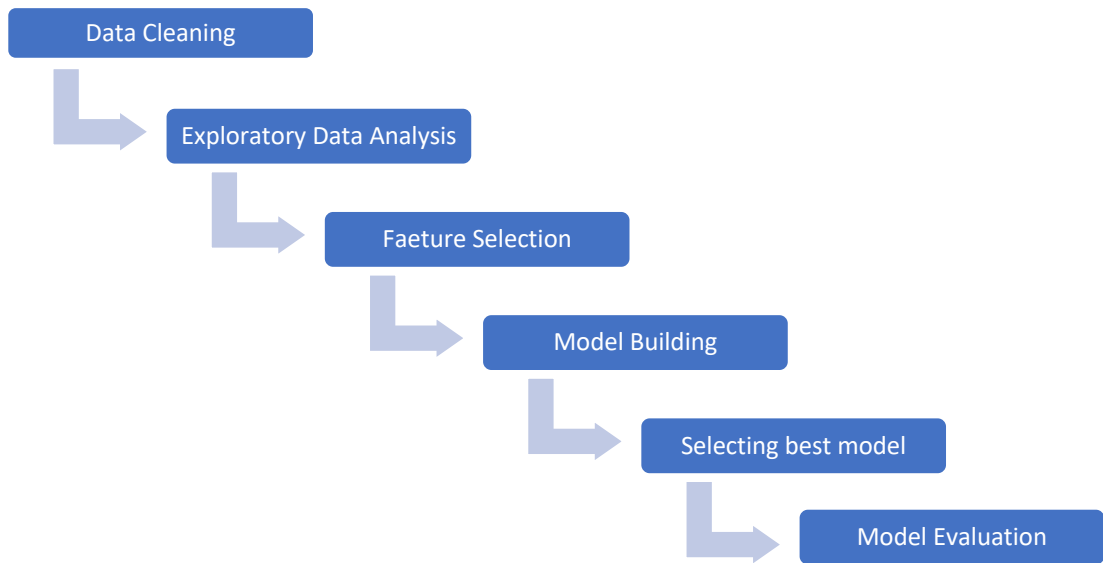 Data Cleaning
Exploratory Data Analysis
Faeture Selection
Model Building
Selecting best model
Model Evaluation